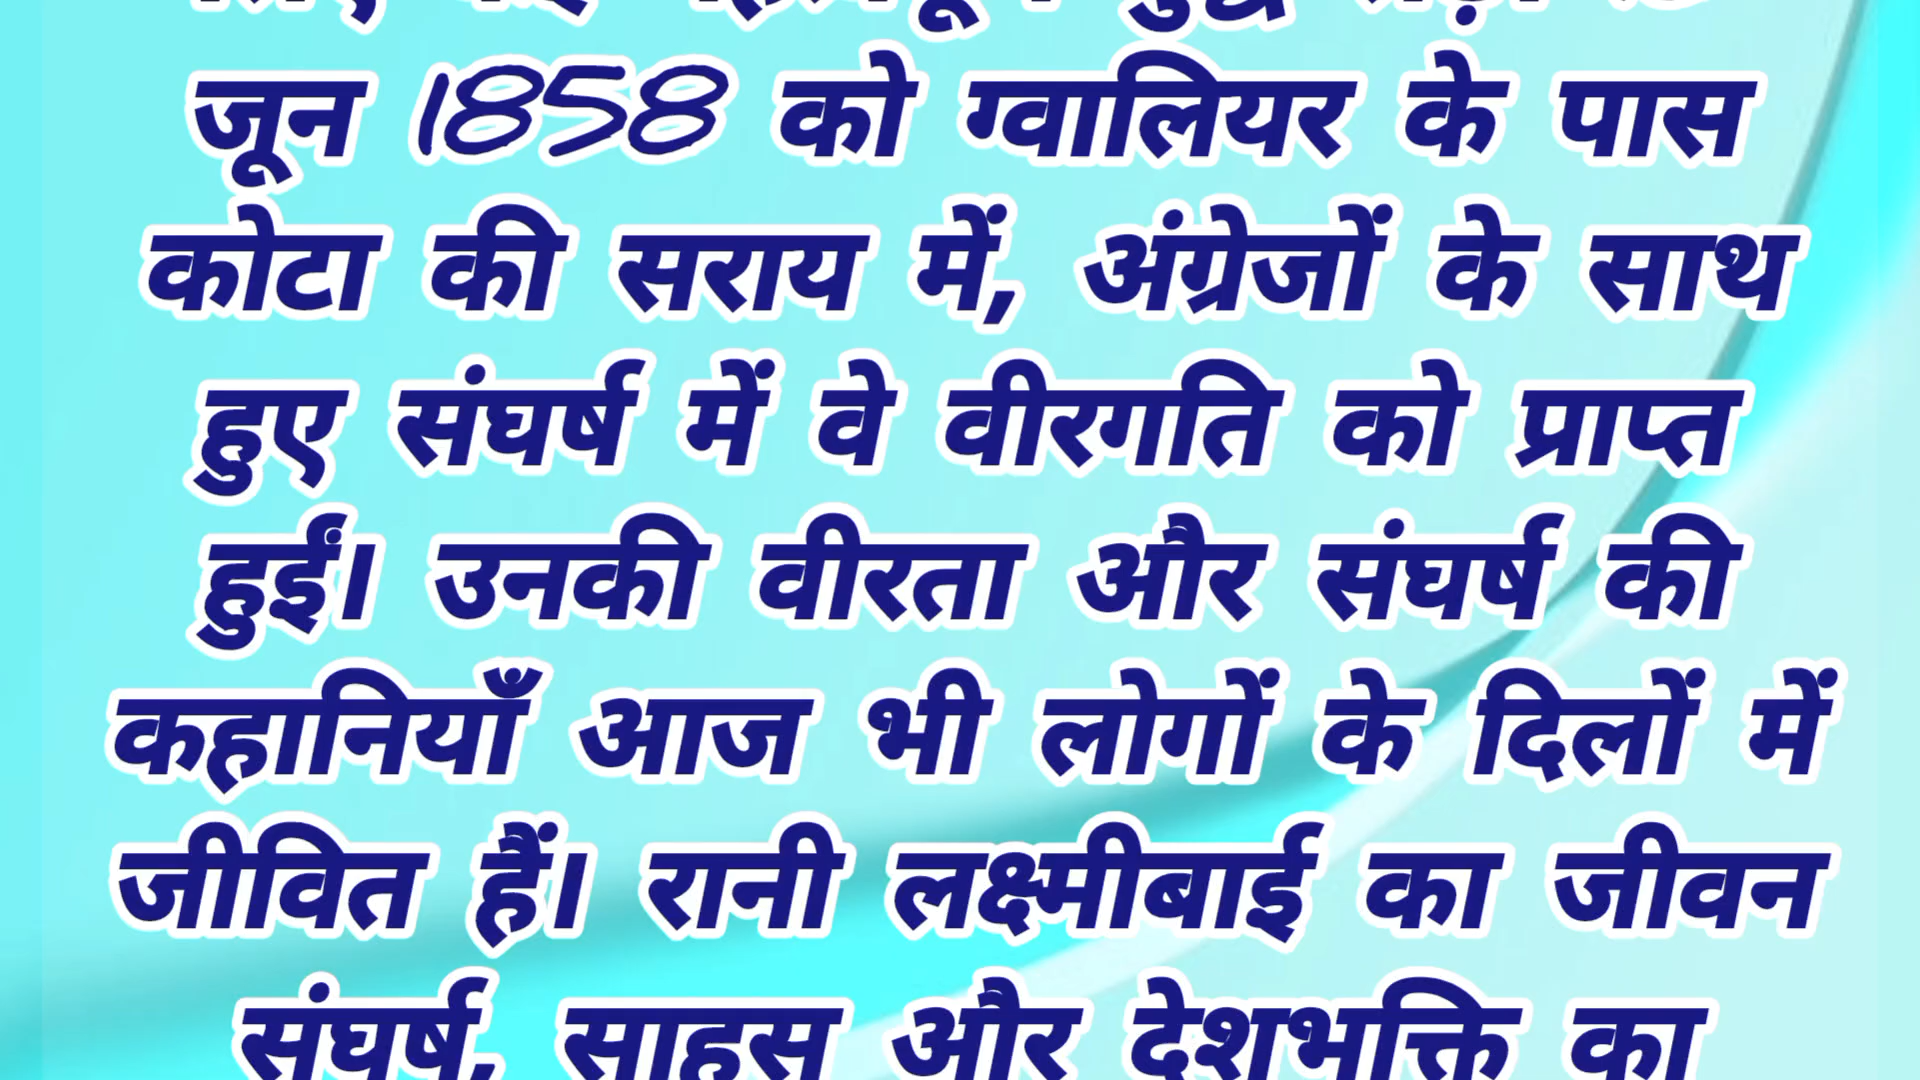 जून 1858 को ग्वालियर के पास
कोटा की सराय में, अंग्रेजों के साथ
हुए संघर्ष में वे वीरगति को प्राप्त
हुईं। उनकी वीरता और संघर्ष की
कहानियाँ आज भी लोगों के दिलों में
जीवित हैं। रानी लक्ष्मीबाई का जीवन
संघर्ष, साहस और देशभक्ति का